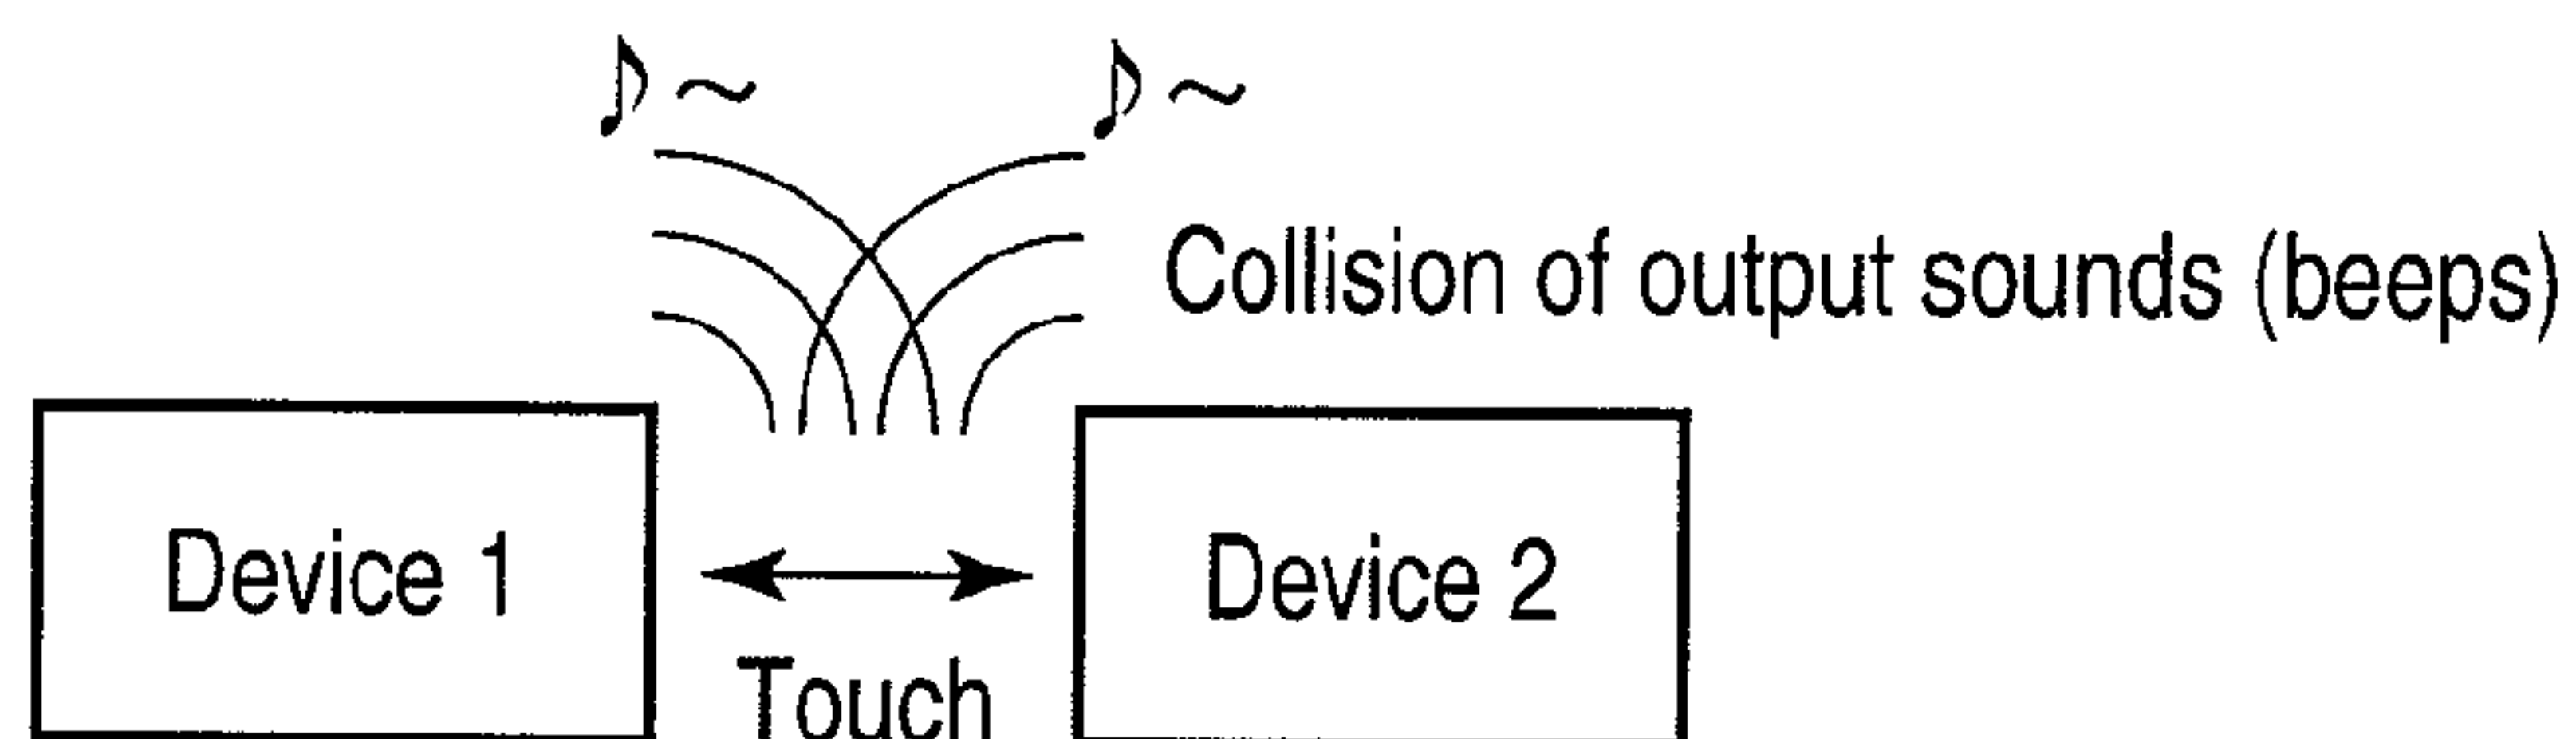 ♪~ ♪~
Collision of output sounds (beeps)
Device 1
Device 2
Touch